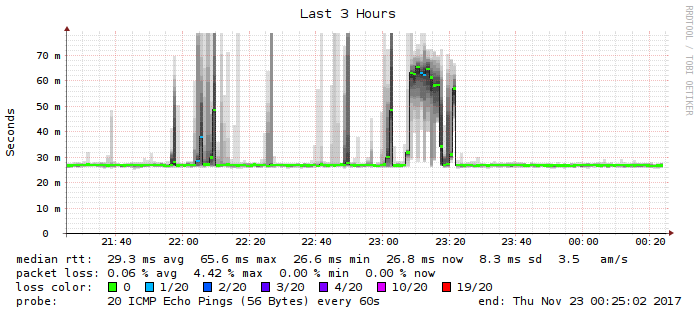 Last 3 Hours
RRDTOOL / TOBI OETIKER
Seconds
70 m
60 m
50 m
40 m
30 m
20 m
10 m
0
21:40 22:00 22:20 22:40 23:00 23:20 23:40 00:00 00:20
median rtt: 29.3 ms avg 65.6 ms max 26.6 ms min 26.8 ms now 8.3 ms sd 3.5 am/s
packet loss: 0.06 % avg 4.42 % max 0.00 % min 0.00 % now
loss color: 0 1/20 2/20 3/20 4/20 10/20 19/20
probe: 20 ICMP Echo Pings (56 Bytes) every 60s end: Thu Nov 23 00:25:02 2017